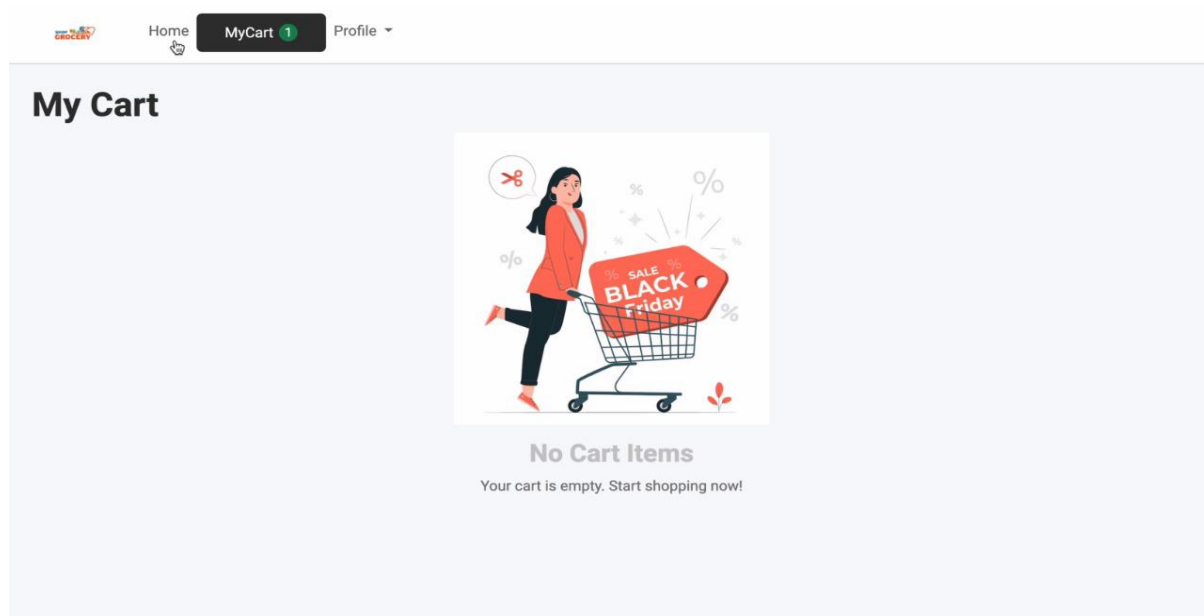 GROCERY
Home
MyCart 1
Profile
My Cart
%
%
%
%
%
% SALE %
BLACK
Friday
%
No Cart Items
Your cart is empty. Start shopping now!